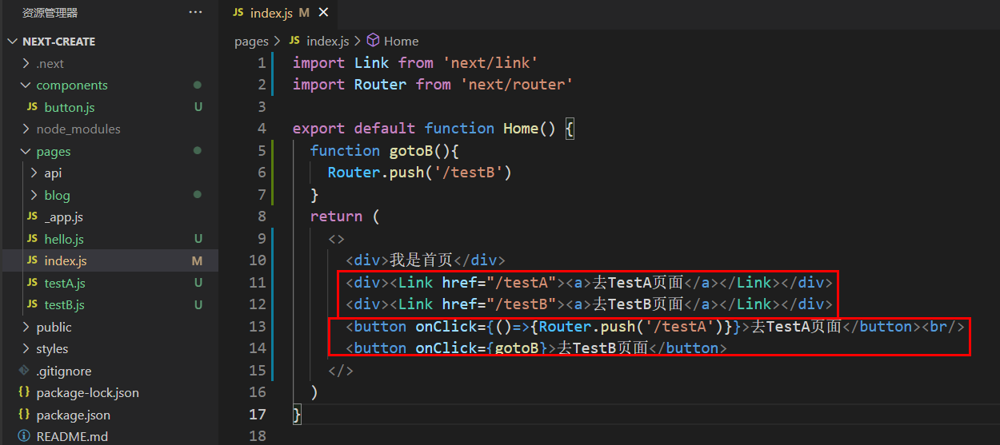 资源管理器 ···
NEXT-CREATE
.next
components
JS button.js U
node_modules
pages
api
blog
JS _app.js
JS hello.js U
JS index.js M
JS testA.js U
JS testB.js U
public
styles
.gitignore
{} package-lock.json
{} package.json
README.md
JS index.js M
pages > JS index.js > Home
1 import Link from 'next/link'
2 import Router from 'next/router'
3
4 export default function Home() {
5 function gotoB(){
6 Router.push('/testB')
7 }
8 return (
9 <>
10 <div>我是首页</div>
11 <div><Link href="/testA"><a>去TestA页面</a></Link></div>
12 <div><Link href="/testB"><a>去TestB页面</a></Link></div>
13 <button onClick={()=>{Router.push('/testA')}}>去TestA页面</button><br/>
14 <button onClick={gotoB}>去TestB页面</button>
15 </>
16 )
17 }
18